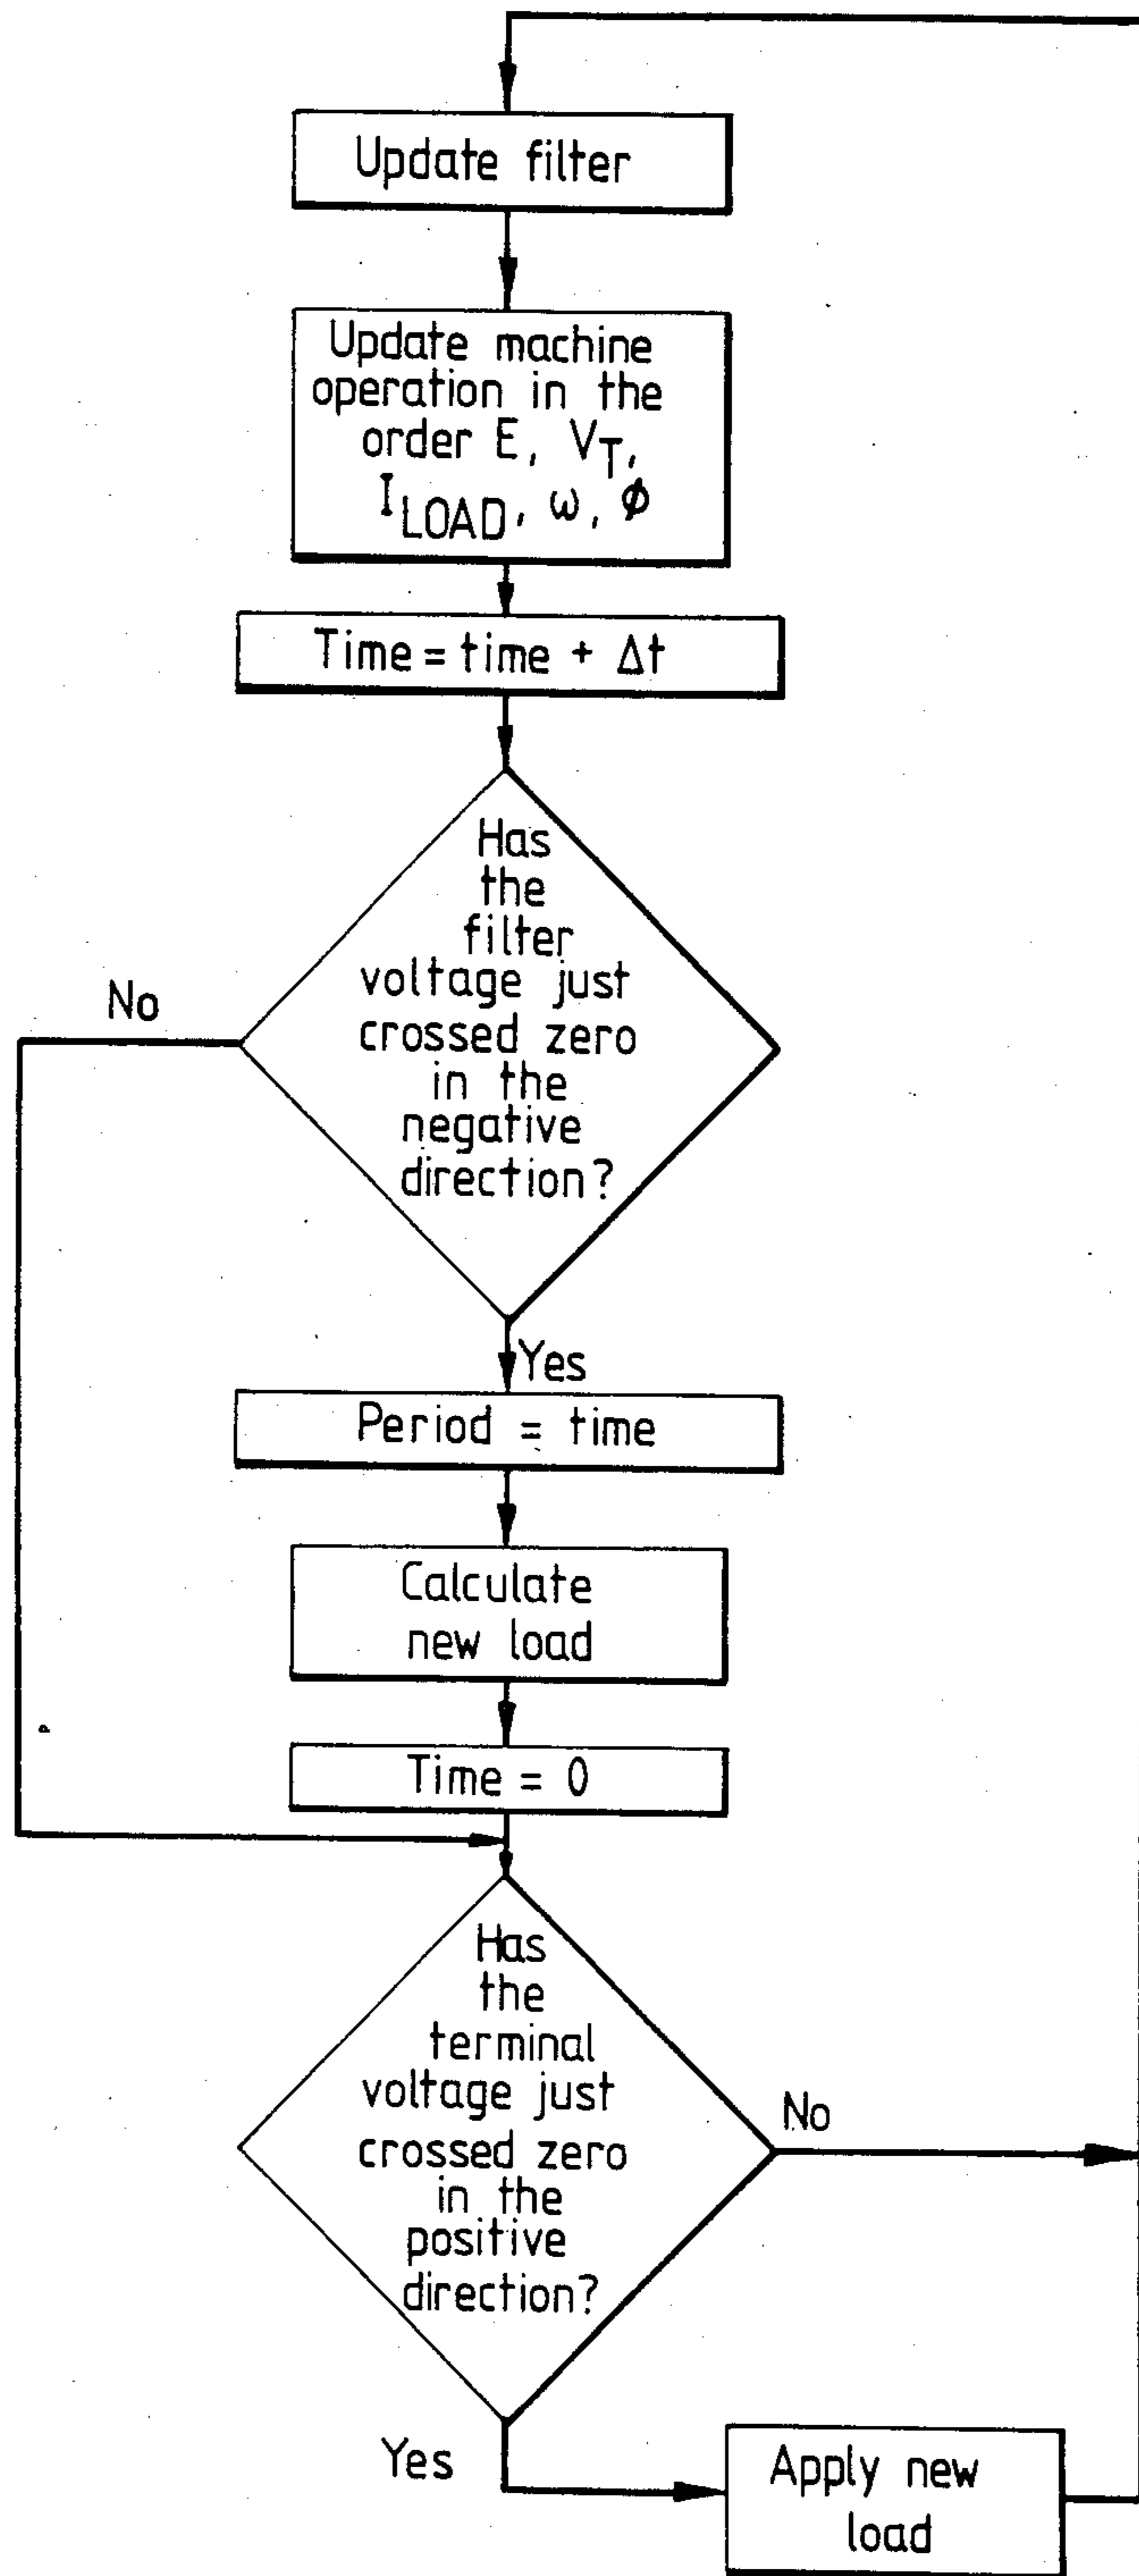 Update filter
Update machine
operation in the
order E, V_T,
I_LOAD, ω, ϕ
Time = time + Δt
Has
the
filter
voltage just
crossed zero
in the
negative
direction?
No
Yes
Period = time
Calculate
new load
Time = 0
Has
the
terminal
voltage just
crossed zero
in the
positive
direction?
No
Yes
Apply new
load